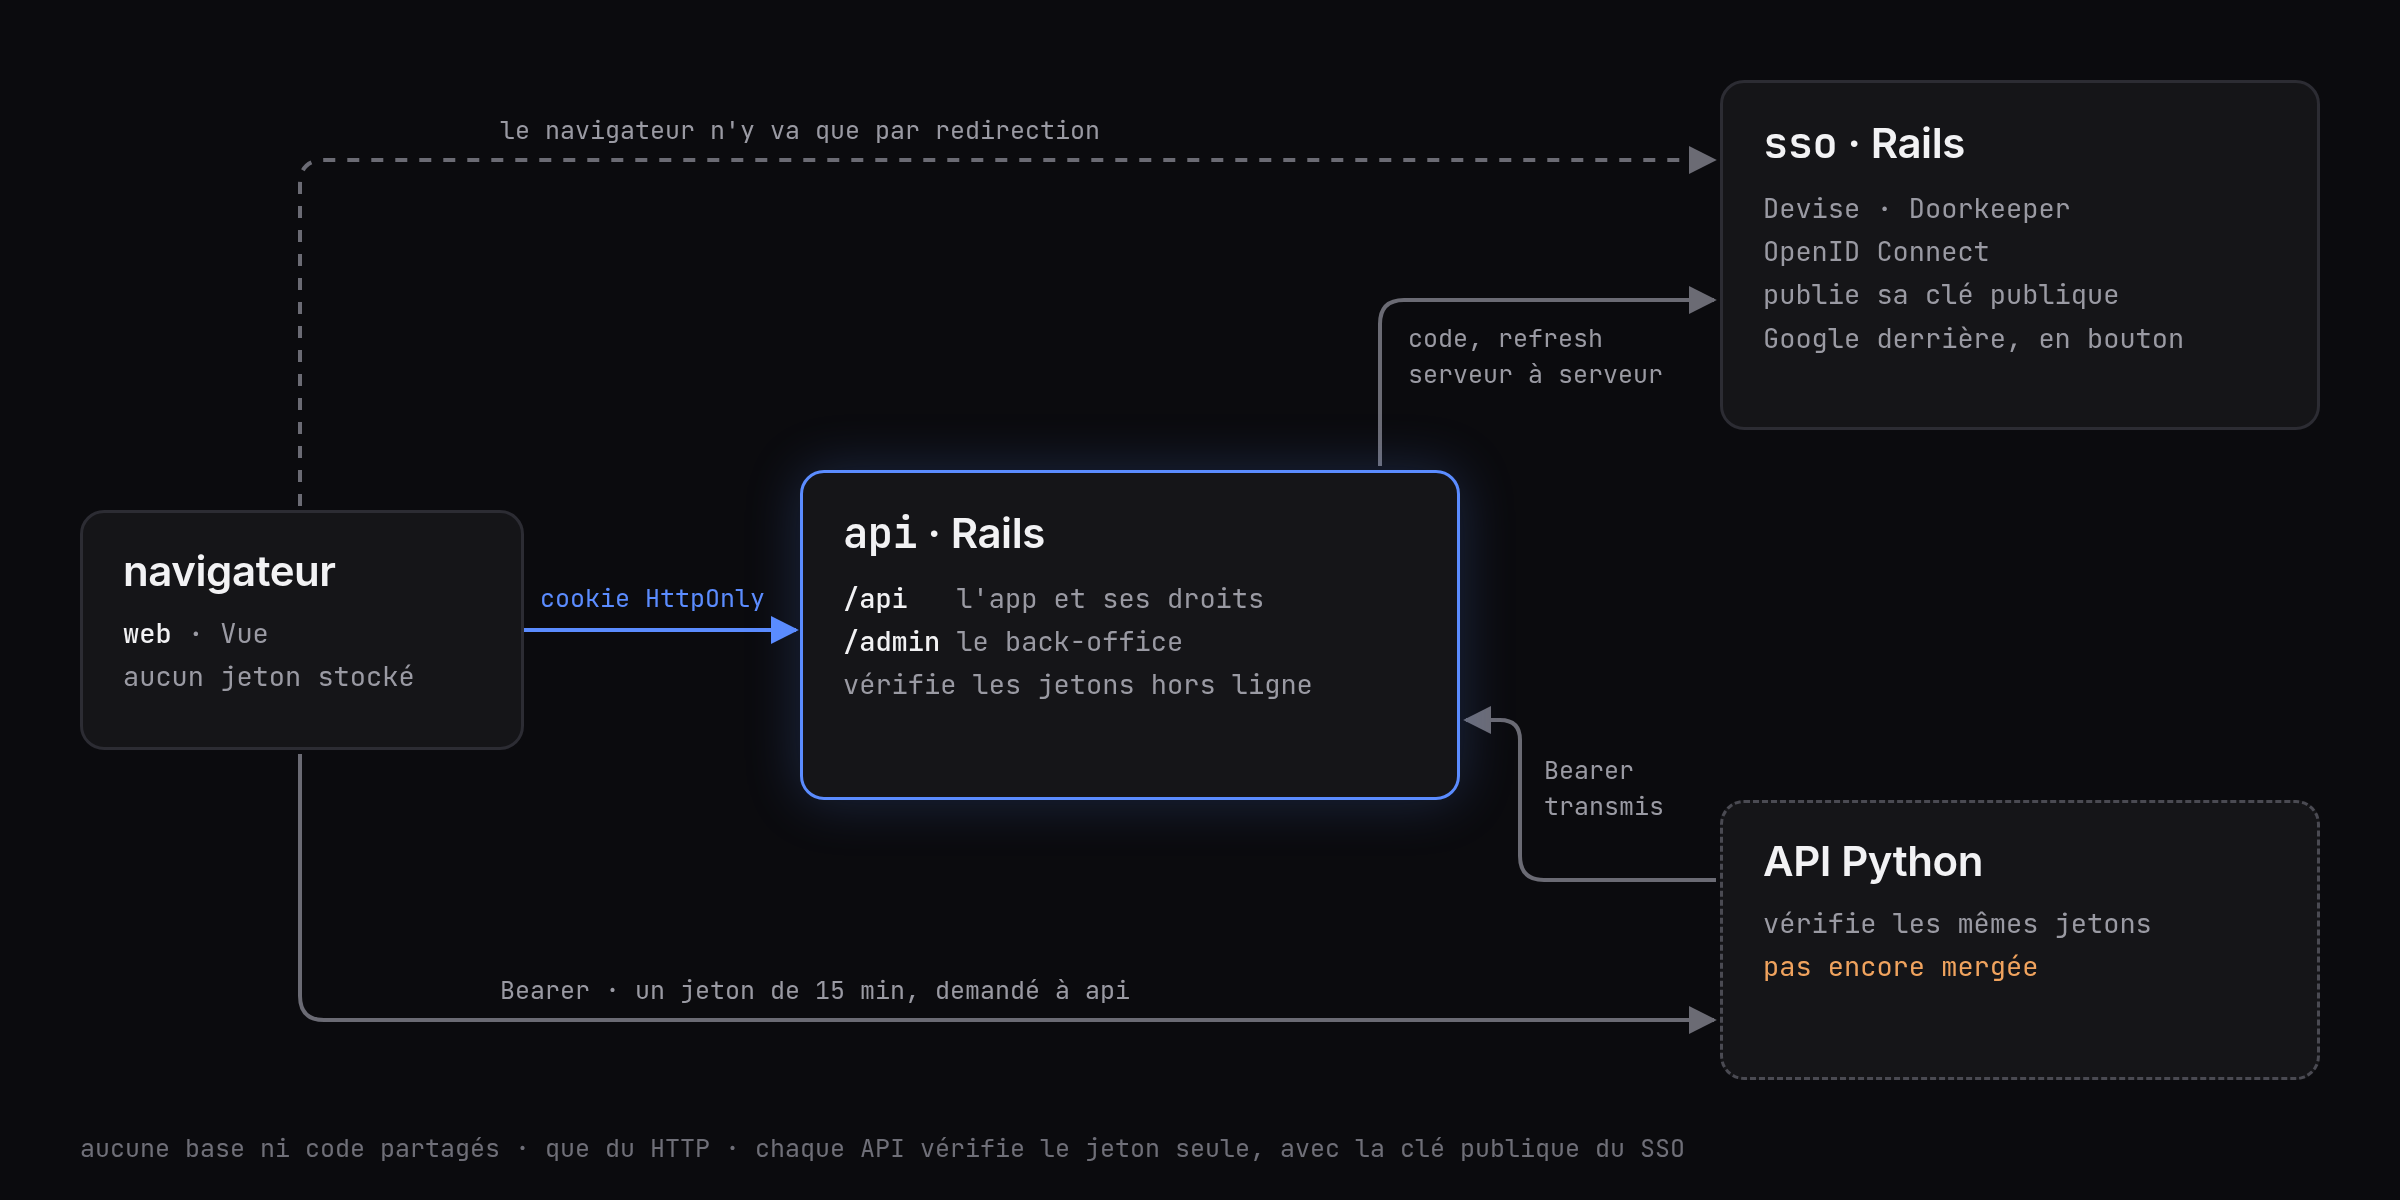 le navigateur n'y va que par redirection
sso · Rails
Devise · Doorkeeper
OpenID Connect
publie sa clé publique
Google derrière, en bouton
code, refresh
serveur à serveur
navigateur
web · Vue
aucun jeton stocké
cookie HttpOnly
api · Rails
/api l'app et ses droits
/admin le back-office
vérifie les jetons hors ligne
Bearer
transmis
API Python
vérifie les mêmes jetons
pas encore mergée
Bearer · un jeton de 15 min, demandé à api
aucune base ni code partagés · que du HTTP · chaque API vérifie le jeton seule, avec la clé publique du SSO